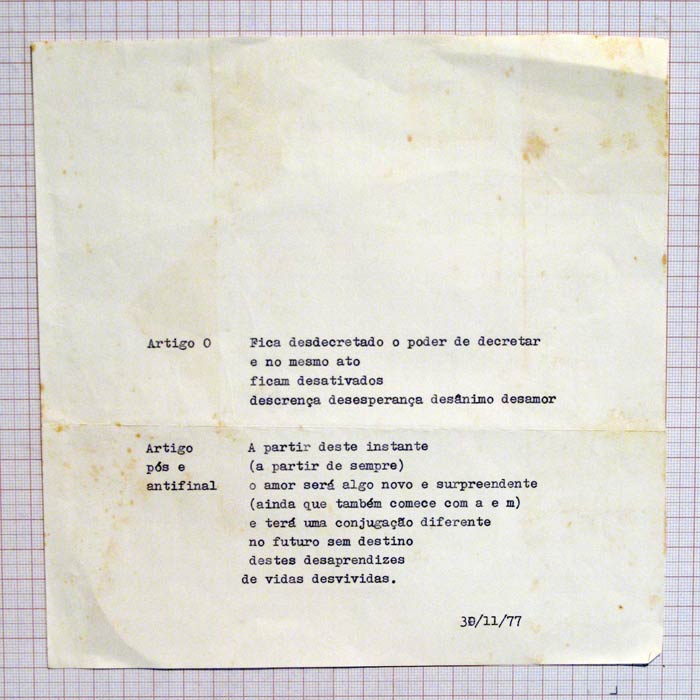 Artigo 0 Fica desdecretado o poder de decretar
e no mesmo ato
ficam desativados
descrença desesperança desânimo desamor
Artigo A partir deste instante
pós e (a partir de sempre)
antifinal o amor será algo novo e surpreendente
(ainda que também comece com a e m)
e terá uma conjugação diferente
no futuro sem destino
destes desaprendizes
de vidas desvividas.
30/11/77